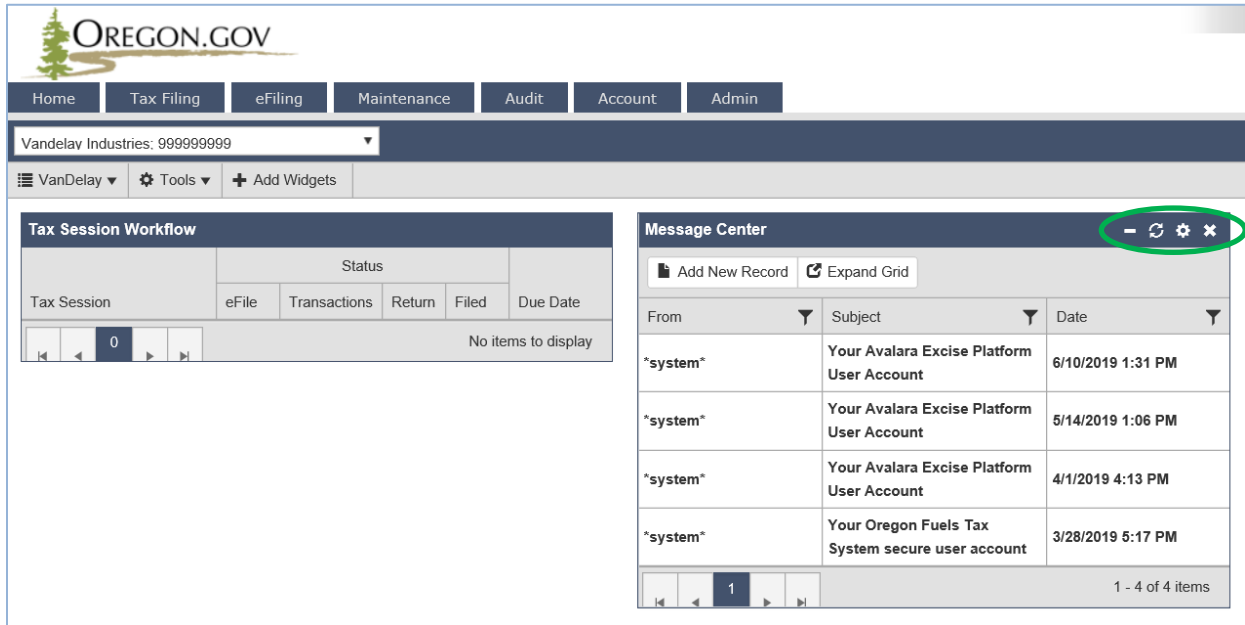 OREGON.GOV
Home Tax Filing eFiling Maintenance Audit Account Admin
Vandelay Industries; 999999999
VanDelay Tools Add Widgets
Tax Session Workflow
Status
Tax Session eFile Transactions Return Filed Due Date
0 No items to display
Message Center
Add New Record Expand Grid
From Subject Date
*system* Your Avalara Excise Platform
User Account 6/10/2019 1:31 PM
*system* Your Avalara Excise Platform
User Account 5/14/2019 1:06 PM
*system* Your Avalara Excise Platform
User Account 4/1/2019 4:13 PM
*system* Your Oregon Fuels Tax
System secure user account 3/28/2019 5:17 PM
1 1 - 4 of 4 items